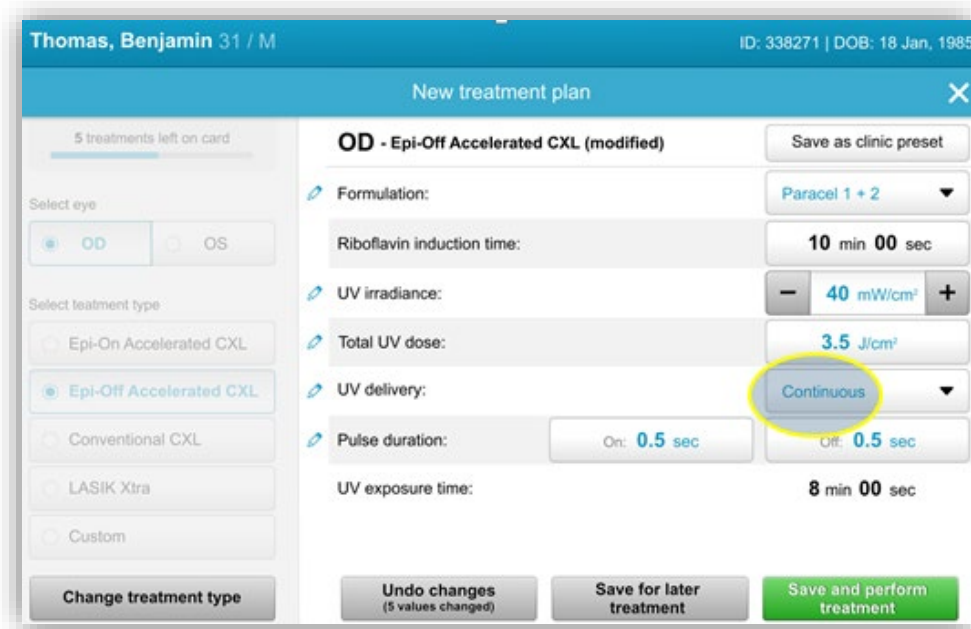 Thomas, Benjamin 31 / M
ID: 338271 | DOB: 18 Jan, 1985
New treatment plan
5 treatments left on card
Select eye
OD
OS
Select teatment type
Epi-On Accelerated CXL
Epi-Off Accelerated CXL
Conventional CXL
LASIK Xtra
Custom
Change treatment type
OD - Epi-Off Accelerated CXL (modified)
Save as clinic preset
Formulation:
Paracel 1 + 2
Riboflavin induction time:
10 min 00 sec
UV irradiance:
− 40 mW/cm² +
Total UV dose:
3.5 J/cm²
UV delivery:
Continuous
Pulse duration:
On: 0.5 sec
Off: 0.5 sec
UV exposure time:
8 min 00 sec
Undo changes
(5 values changed)
Save for later
treatment
Save and perform
treatment